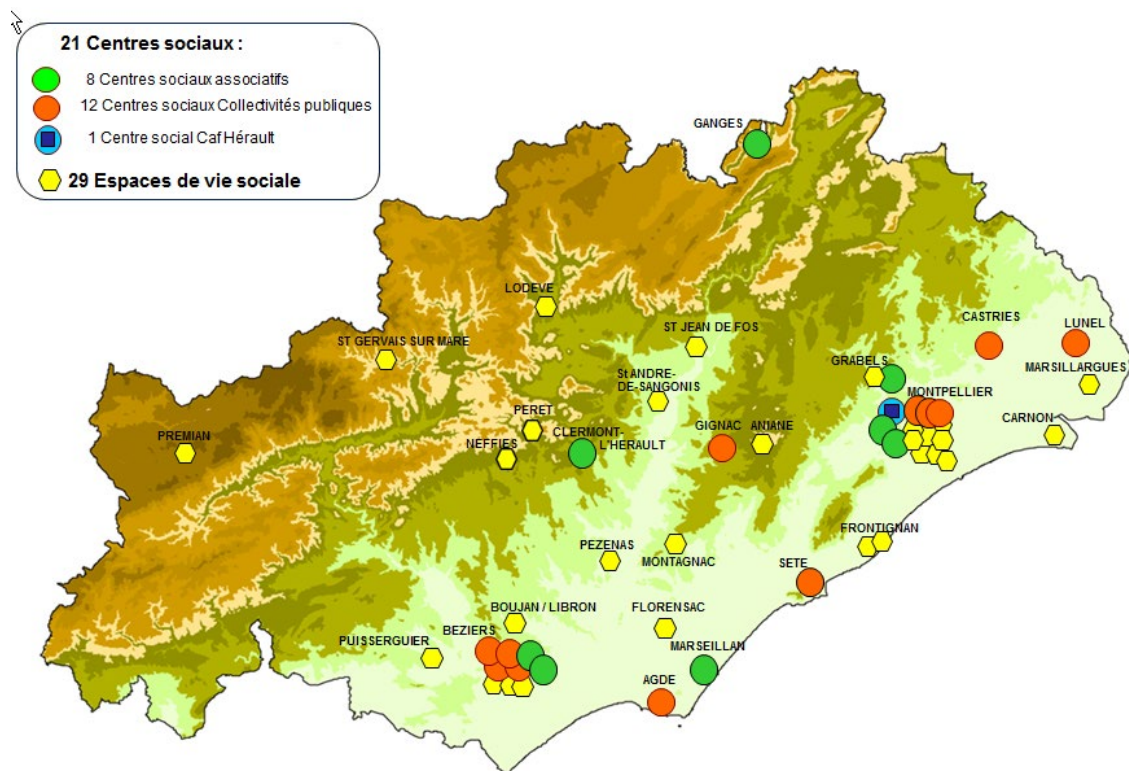 21 Centres sociaux :
8 Centres sociaux associatifs
12 Centres sociaux Collectivités publiques
1 Centre social Caf Hérault
29 Espaces de vie sociale
GANGES
LODEVE
CASTRIES
LUNEL
ST GERVAIS SUR MARE
ST JEAN DE FOS
GRABELS
MARSILLARGUES
St ANDRE-
DE-SANGONIS
MONTPELLIER
PERET
CARNON
PREMIAN
NEFFIES
CLERMONT-
L'HERAULT
GIGNAC
ANIANE
FRONTIGNAN
PEZENAS
MONTAGNAC
SETE
BOUJAN / LIBRON
FLORENSAC
BEZIERS
PUISSERGUIER
MARSEILLAN
AGDE